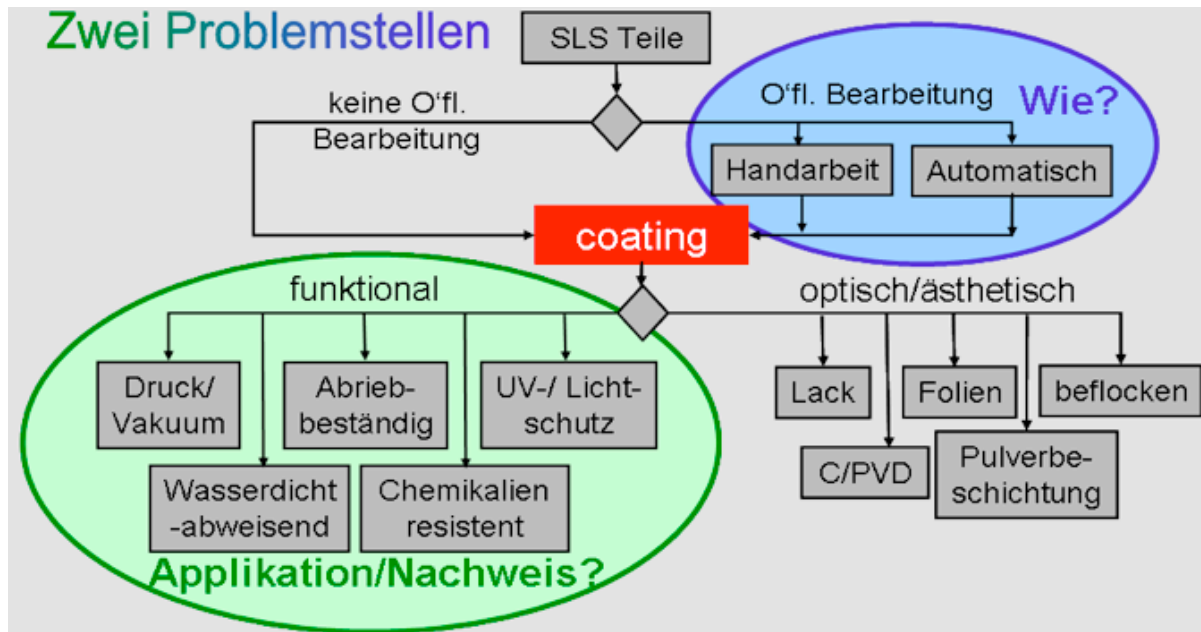 Zwei Problemstellen
SLS Teile
keine O'fl.
Bearbeitung
O'fl. Bearbeitung
Wie?
Handarbeit
Automatisch
coating
funktional
optisch/ästhetisch
Druck/
Vakuum
Abrieb-
beständig
UV-/ Licht-
schutz
Lack
Folien
beflocken
Wasserdicht
-abweisend
Chemikalien
resistent
C/PVD
Pulverbe-
schichtung
Applikation/Nachweis?